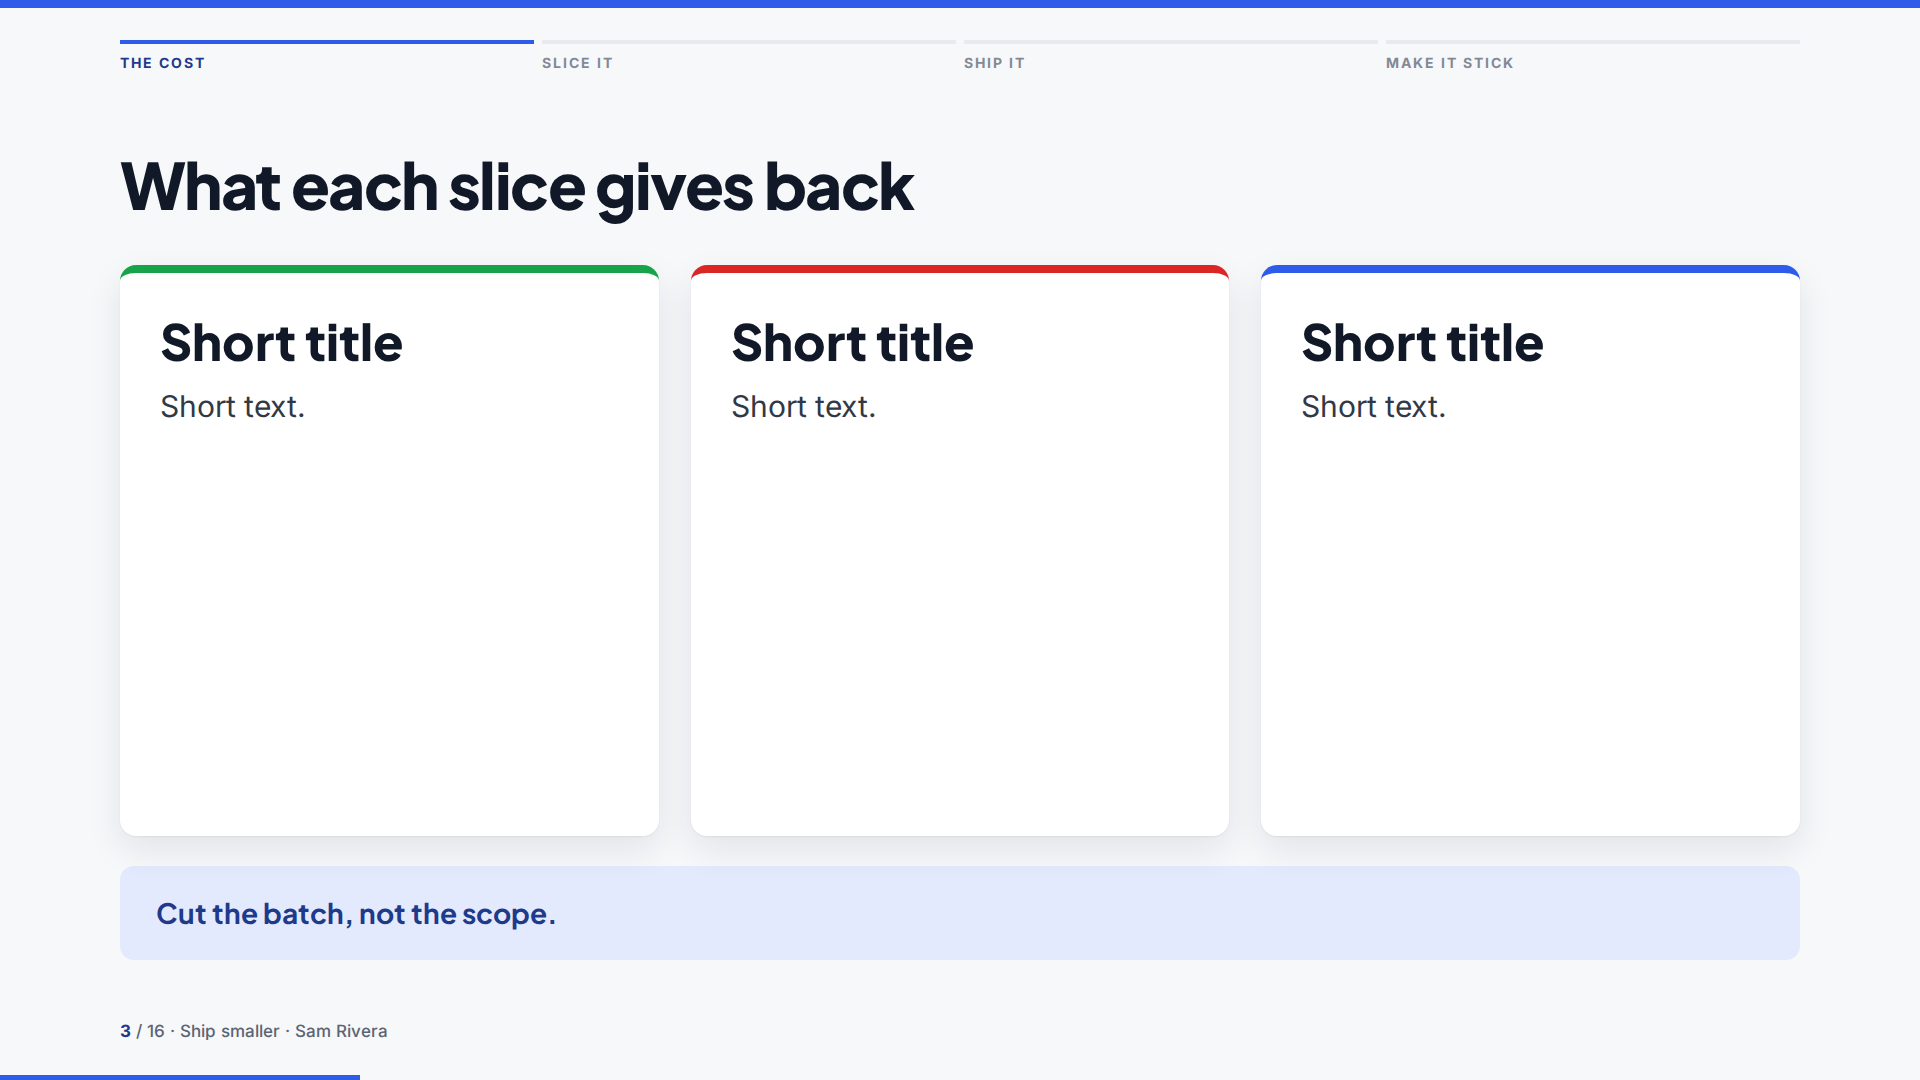 THE COST
SLICE IT
SHIP IT
MAKE IT STICK
What each slice gives back
Short title
Short text.
Short title
Short text.
Short title
Short text.
Cut the batch, not the scope.
3 / 16 · Ship smaller · Sam Rivera